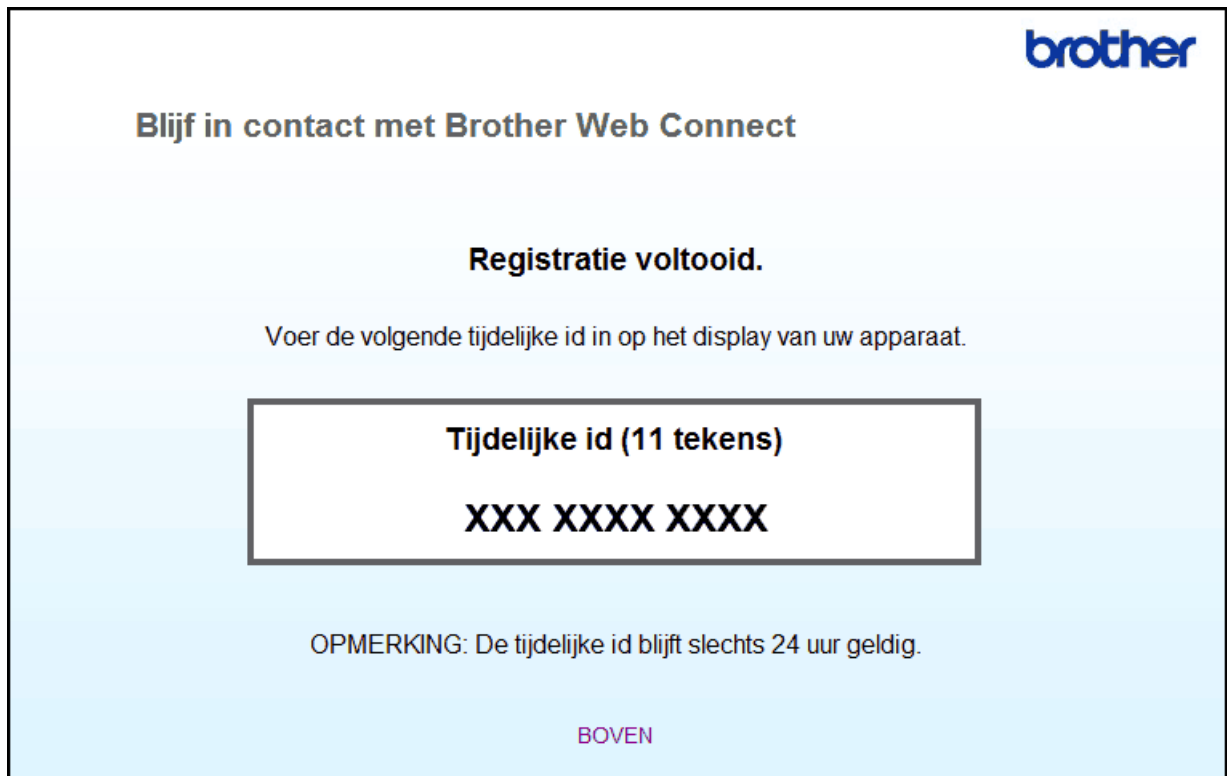 brother
Blijf in contact met Brother Web Connect
Registratie voltooid.
Voer de volgende tijdelijke id in op het display van uw apparaat.
Tijdelijke id (11 tekens)
XXX XXXX XXXX
OPMERKING: De tijdelijke id blijft slechts 24 uur geldig.
BOVEN